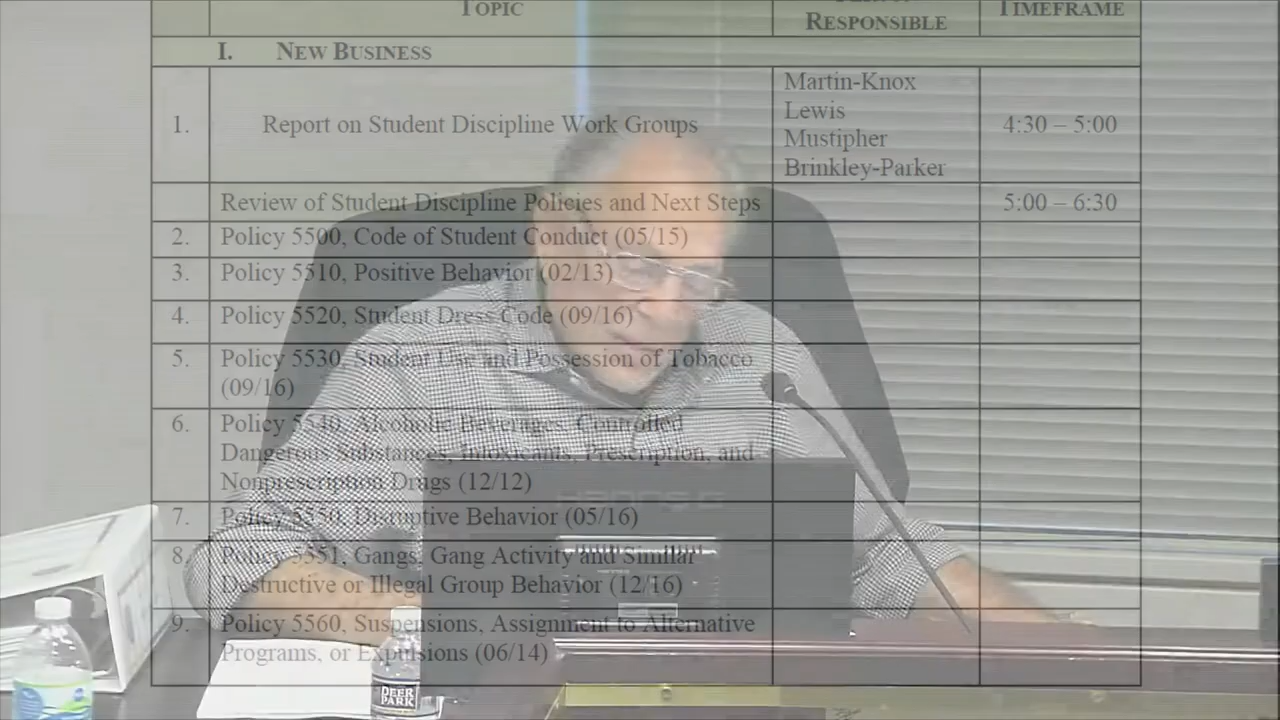 TOPIC
RESPONSIBLE
TIMEFRAME
I. NEW BUSINESS
1. Report on Student Discipline Work Groups
Martin-Knox
Lewis
Mustipher
Brinkley-Parker
4:30 – 5:00
Review of Student Discipline Policies and Next Steps
5:00 – 6:30
2. Policy 5500, Code of Student Conduct (05/15)
3. Policy 5510, Positive Behavior (02/13)
4. Policy 5520, Student Dress Code (09/16)
5. Policy 5530, Student Use and Possession of Tobacco
(09/16)
6. Policy 5540, Alcoholic Beverages, Controlled
Dangerous Substances, Intoxicants, Prescription, and
Nonprescription Drugs (12/12)
7. Policy 5550, Disruptive Behavior (05/16)
8. Policy 5551, Gangs, Gang Activity and Similar
Destructive or Illegal Group Behavior (12/16)
9. Policy 5560, Suspensions, Assignment to Alternative
Programs, or Expulsions (06/14)
DEER
PARK